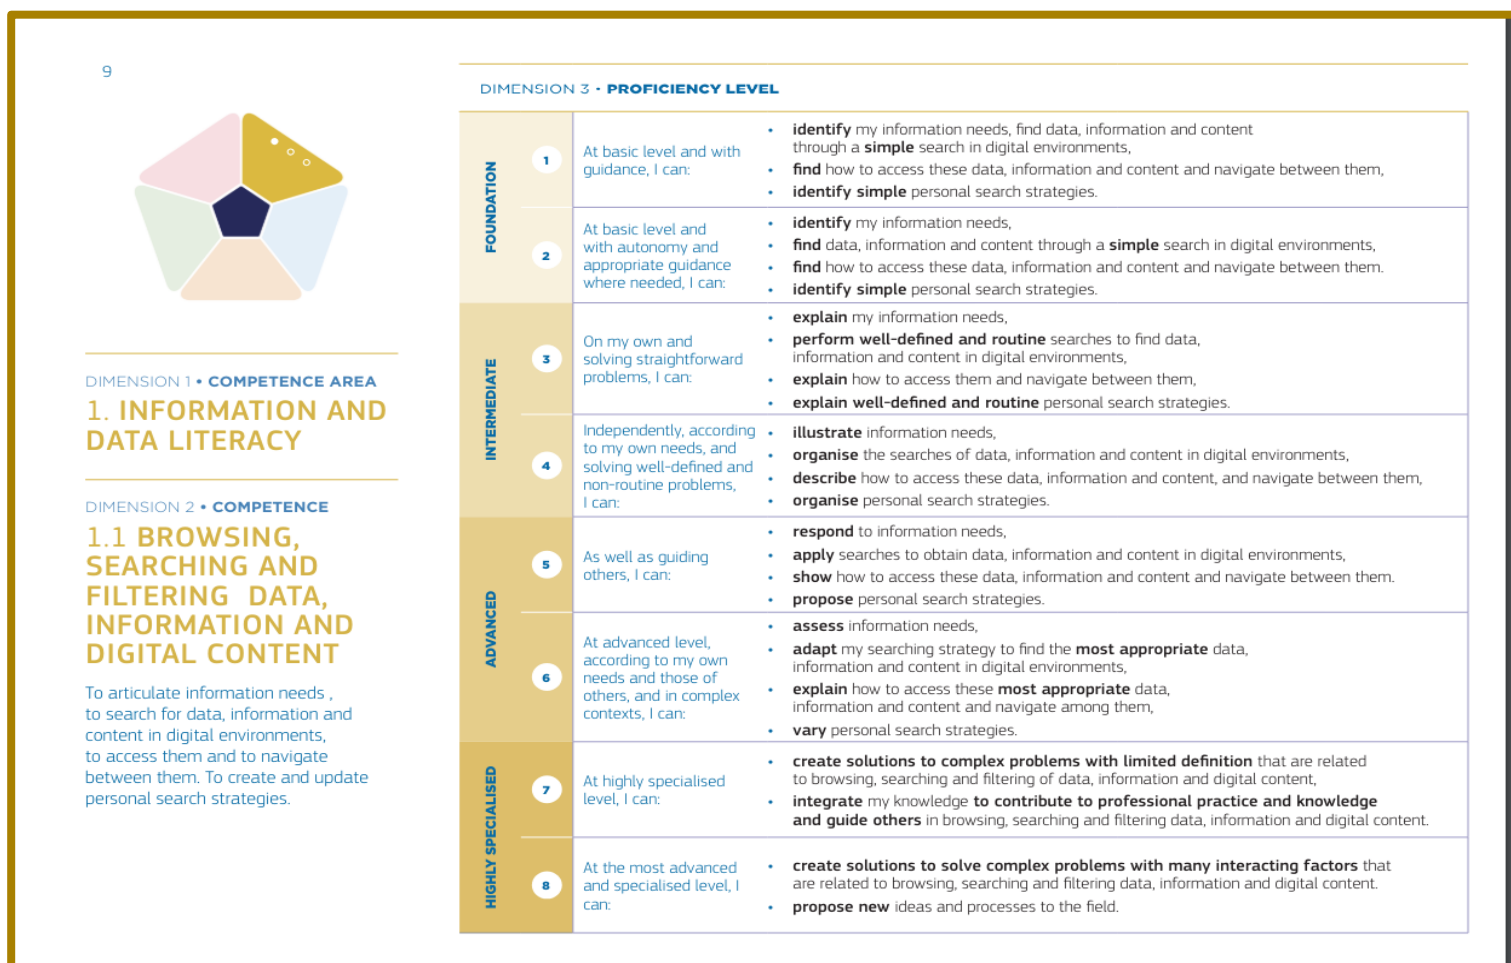 9
DIMENSION 1 • COMPETENCE AREA
1. INFORMATION AND
DATA LITERACY
DIMENSION 2 • COMPETENCE
1.1 BROWSING,
SEARCHING AND
FILTERING  DATA,
INFORMATION AND
DIGITAL CONTENT
To articulate information needs ,
to search for data, information and
content in digital environments,
to access them and to navigate
between them. To create and update
personal search strategies.
DIMENSION 3 • PROFICIENCY LEVEL
FOUNDATION
1
At basic level and with
guidance, I can:
• identify my information needs, find data, information and content
through a simple search in digital environments,
• find how to access these data, information and content and navigate between them,
• identify simple personal search strategies.
2
At basic level and
with autonomy and
appropriate guidance
where needed, I can:
• identify my information needs,
• find data, information and content through a simple search in digital environments,
• find how to access these data, information and content and navigate between them.
• identify simple personal search strategies.
INTERMEDIATE
3
On my own and
solving straightforward
problems, I can:
• explain my information needs,
• perform well-defined and routine searches to find data,
information and content in digital environments,
• explain how to access them and navigate between them,
• explain well-defined and routine personal search strategies.
4
Independently, according
to my own needs, and
solving well-defined and
non-routine problems,
I can:
• illustrate information needs,
• organise the searches of data, information and content in digital environments,
• describe how to access these data, information and content, and navigate between them,
• organise personal search strategies.
ADVANCED
5
As well as guiding
others, I can:
• respond to information needs,
• apply searches to obtain data, information and content in digital environments,
• show how to access these data, information and content and navigate between them.
• propose personal search strategies.
6
At advanced level,
according to my own
needs and those of
others, and in complex
contexts, I can:
• assess information needs,
• adapt my searching strategy to find the most appropriate data,
information and content in digital environments,
• explain how to access these most appropriate data,
information and content and navigate among them,
• vary personal search strategies.
HIGHLY SPECIALISED
7
At highly specialised
level, I can:
• create solutions to complex problems with limited definition that are related
to browsing, searching and filtering of data, information and digital content,
• integrate my knowledge to contribute to professional practice and knowledge
and guide others in browsing, searching and filtering data, information and digital content.
8
At the most advanced
and specialised level, I
can:
• create solutions to solve complex problems with many interacting factors that
are related to browsing, searching and filtering data, information and digital content.
• propose new ideas and processes to the field.